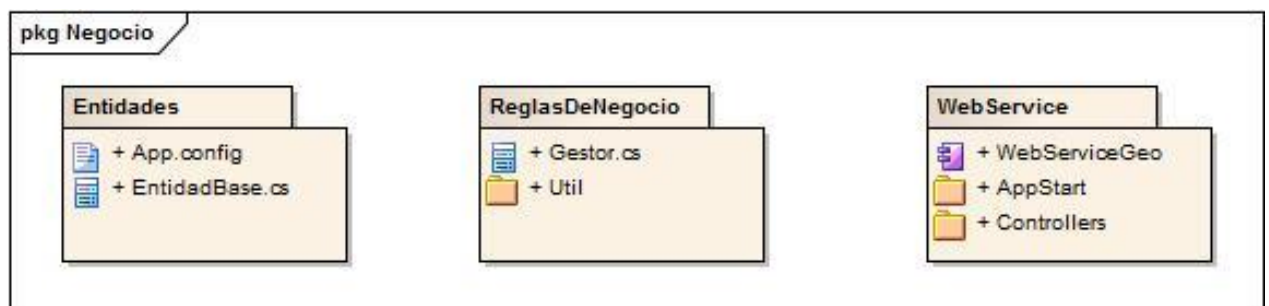 pkg Negocio
Entidades
+ App.config
+ EntidadBase.cs
ReglasDeNegocio
+ Gestor.cs
+ Util
WebService
+ WebServiceGeo
+ AppStart
+ Controllers